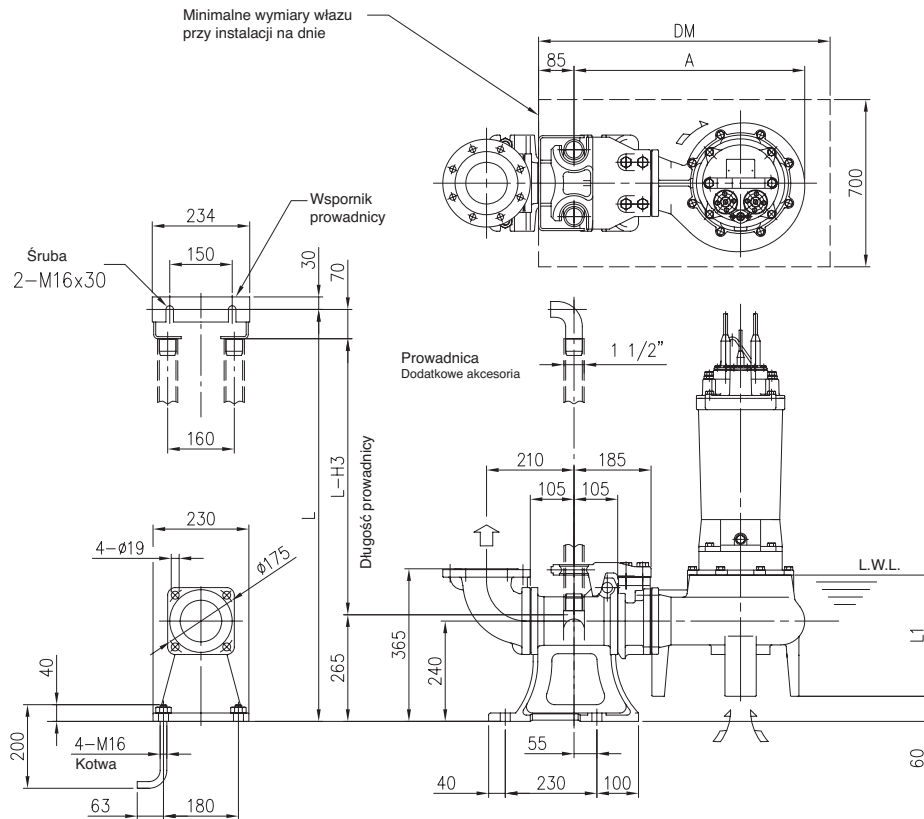 Minimalne wymiary włazu
przy instalacji na dnie
DM
85
A
700
Wspornik
prowadnicy
234
Śruba
150
2-M16x30
30
70
Prowadnica
Dodatkowe akcesoria
1 1/2”
160
L
L-H3
Długość prowadnicy
210
185
105
105
230
4-ø19
ø175
L.W.L.
L1
365
240
265
40
200
4-M16
Kotwa
55
60
63
180
40
230
100